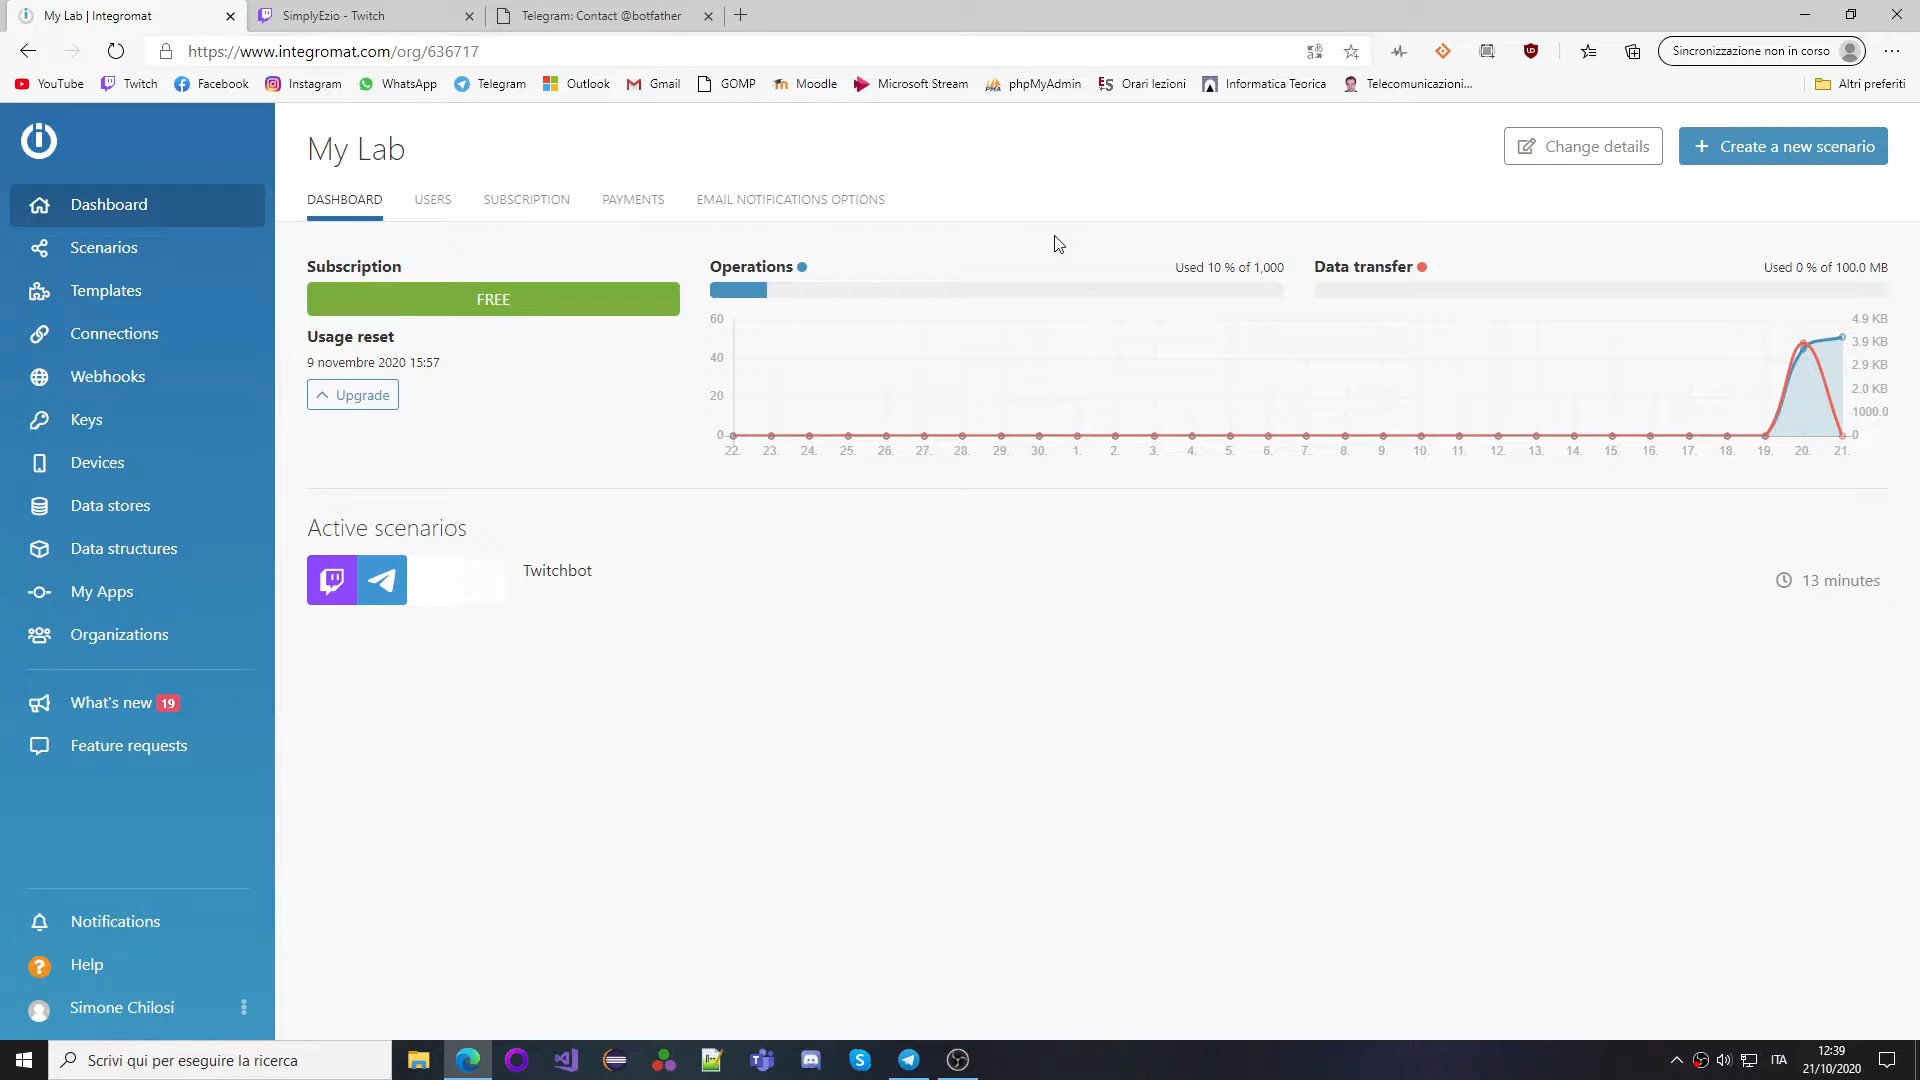 My Lab | Integromat
SimplyEzio - Twitch
Telegram: Contact @botfather
https://www.integromat.com/org/636717
Sincronizzazione non in corso
YouTube Twitch Facebook Instagram WhatsApp Telegram Outlook Gmail GOMP Moodle Microsoft Stream phpMyAdmin Orari lezioni Informatica Teorica Telecomunicazioni... Altri preferiti
Dashboard
Scenarios
Templates
Connections
Webhooks
Keys
Devices
Data stores
Data structures
My Apps
Organizations
What's new 19
Feature requests
Notifications
Help
Simone Chilosi
My Lab
Change details
Create a new scenario
DASHBOARD USERS SUBSCRIPTION PAYMENTS EMAIL NOTIFICATIONS OPTIONS
Subscription
FREE
Usage reset
9 novembre 2020 15:57
Upgrade
Operations Used 10 % of 1,000
Data transfer Used 0 % of 100.0 MB
60
40
20
0
4.9 KB
3.9 KB
2.9 KB
2.0 KB
1000.0
0
22. 23. 24. 25. 26. 27. 28. 29. 30. 1. 2. 3. 4. 5. 6. 7. 8. 9. 10. 11. 12. 13. 14. 15. 16. 17. 18. 19. 20. 21.
Active scenarios
Twitchbot
13 minutes
Scrivi qui per eseguire la ricerca
ITA
12:39
21/10/2020